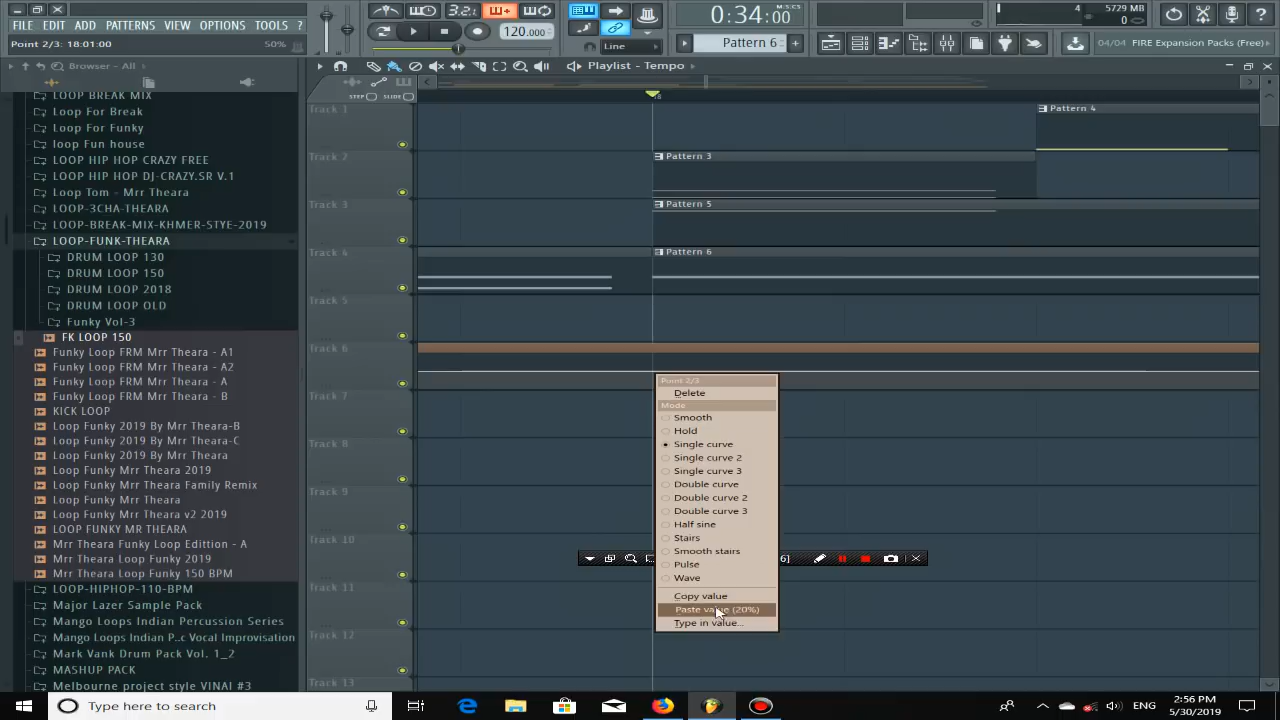 FILE EDIT ADD PATTERNS VIEW OPTIONS TOOLS ?
Point 2/3: 18:01:00 50%
3.2.
120.000
0:34:00
M:S:CS
Line
Pattern 6
4 5729 MB
0
04/04 FIRE Expansion Packs (Free)
Browser - All
Playlist - Tempo
STEP SLIDE
18
LOOP BREAK MIX
Loop For Break
Loop For Funky
loop Fun house
LOOP HIP HOP CRAZY FREE
LOOP HIP HOP DJ-CRAZY.SR V.1
Loop Tom - Mrr Theara
LOOP-3CHA-THEARA
LOOP-BREAK-MIX-KHMER-STYE-2019
LOOP-FUNK-THEARA
DRUM LOOP 130
DRUM LOOP 150
DRUM LOOP 2018
DRUM LOOP OLD
Funky Vol-3
FK LOOP 150
Funky Loop FRM Mrr Theara - A1
Funky Loop FRM Mrr Theara - A2
Funky Loop FRM Mrr Theara - A
Funky Loop FRM Mrr Theara - B
KICK LOOP
Loop Funky 2019 By Mrr Theara-B
Loop Funky 2019 By Mrr Theara-C
Loop Funky 2019 By Mrr Theara
Loop Funky Mrr Theara 2019
Loop Funky Mrr Theara Family Remix
Loop Funky Mrr Theara
Loop Funky Mrr Theara v2 2019
LOOP FUNKY MR THEARA
Mrr Theara Funky Loop Edittion - A
Mrr Theara Loop Funky 2019
Mrr Theara Loop Funky 150 BPM
LOOP-HIPHOP-110-BPM
Major Lazer Sample Pack
Mango Loops Indian Percussion Series
Mango Loops Indian P..c Vocal Improvisation
Mark Vank Drum Pack Vol. 1_2
MASHUP PACK
Melbourne project style VINAI #3
Track 1
Track 2
Track 3
Track 4
Track 5
Track 6
Track 7
Track 8
Track 9
Track 10
Track 11
Track 12
Track 13
Pattern 4
Pattern 3
Pattern 5
Pattern 6
Point 2/3
Delete
Mode
Smooth
Hold
Single curve
Single curve 2
Single curve 3
Double curve
Double curve 2
Double curve 3
Half sine
Stairs
Smooth stairs
Pulse
Wave
Copy value
Paste value (20%)
Type in value...
6]
Type here to search
ENG
2:56 PM
5/30/2019